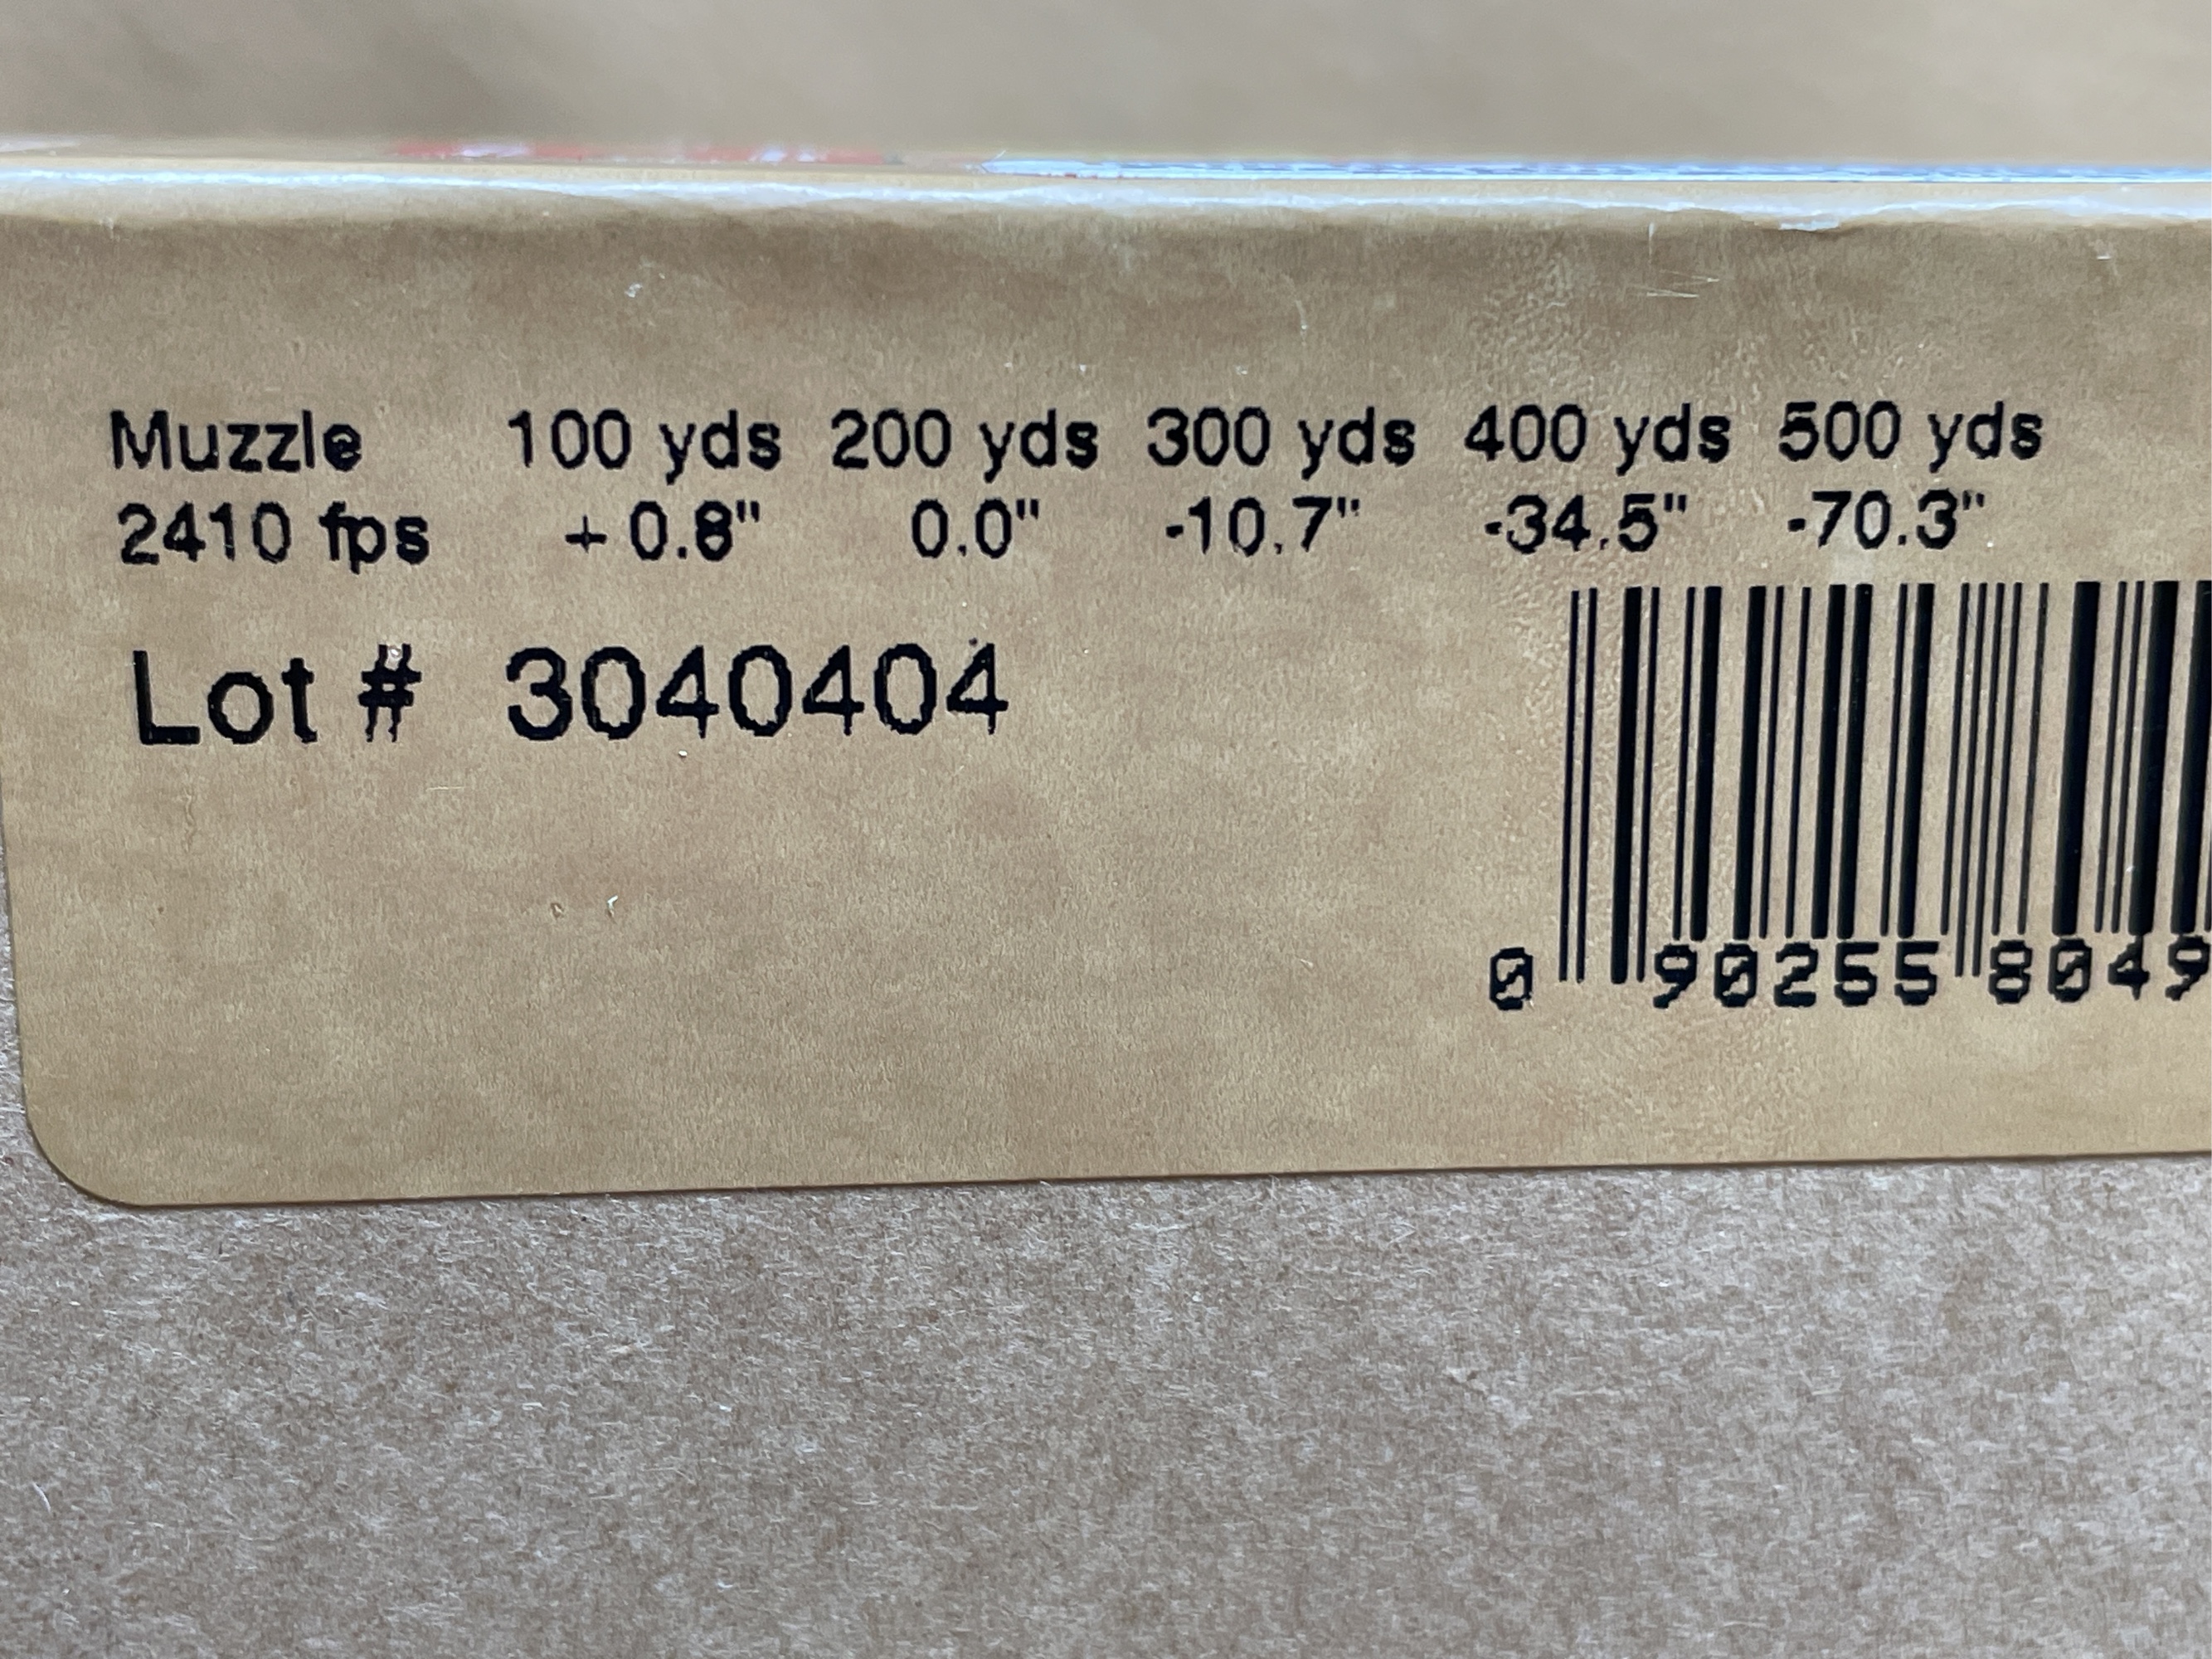 Muzzle 100 yds 200 yds 300 yds 400 yds 500 yds
2410 fps + 0.8" 0.0" -10.7" -34.5" -70.3"
Lot # 3040404
0 90255 8049